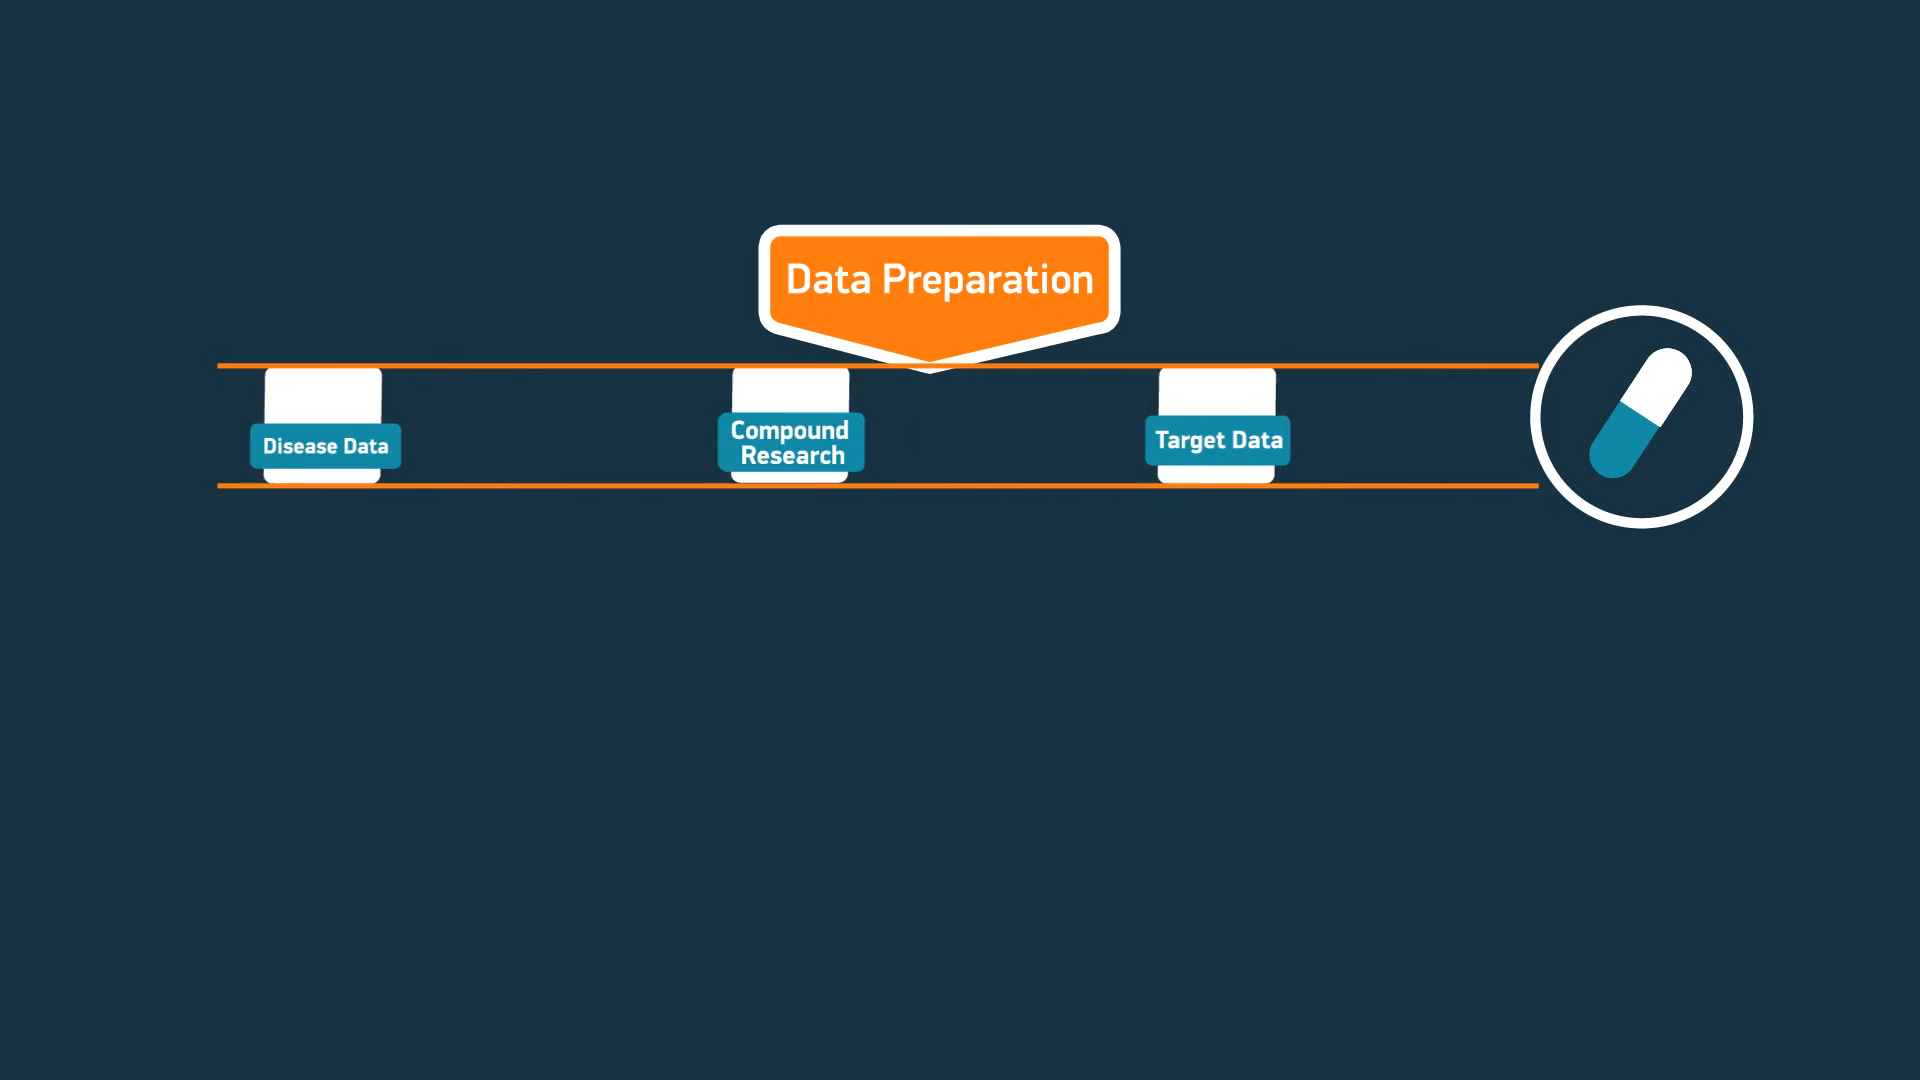 Data Preparation
Disease Data
Compound
Research
Target Data